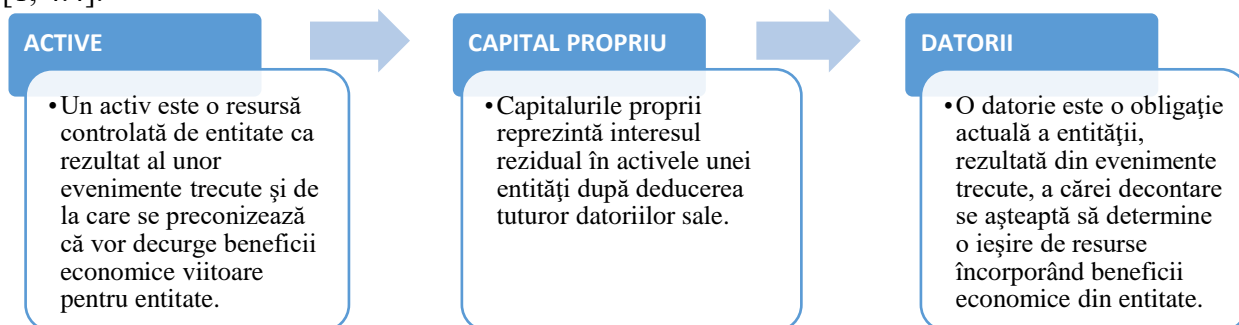 ACTIVE
•Un activ este o resursă
controlată de entitate ca
rezultat al unor
evenimente trecute şi de
la care se preconizează
că vor decurge beneficii
economice viitoare
pentru entitate.
CAPITAL PROPRIU
•Capitalurile proprii
reprezintă interesul
rezidual în activele unei
entităţi după deducerea
tuturor datoriilor sale.
DATORII
•O datorie este o obligaţie
actuală a entităţii,
rezultată din evenimente
trecute, a cărei decontare
se aşteaptă să determine
o ieşire de resurse
încorporând beneficii
economice din entitate.